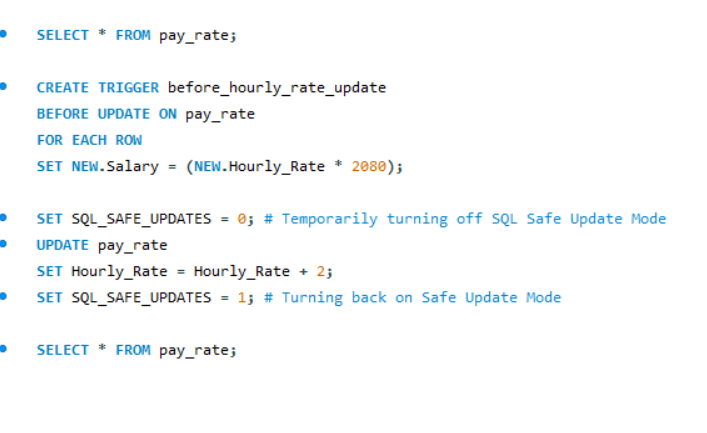 SELECT * FROM pay_rate;
CREATE TRIGGER before_hourly_rate_update
BEFORE UPDATE ON pay_rate
FOR EACH ROW
SET NEW.Salary = (NEW.Hourly_Rate * 2080);
SET SQL_SAFE_UPDATES = 0; # Temporarily turning off SQL Safe Update Mode
UPDATE pay_rate
SET Hourly_Rate = Hourly_Rate + 2;
SET SQL_SAFE_UPDATES = 1; # Turning back on Safe Update Mode
SELECT * FROM pay_rate;